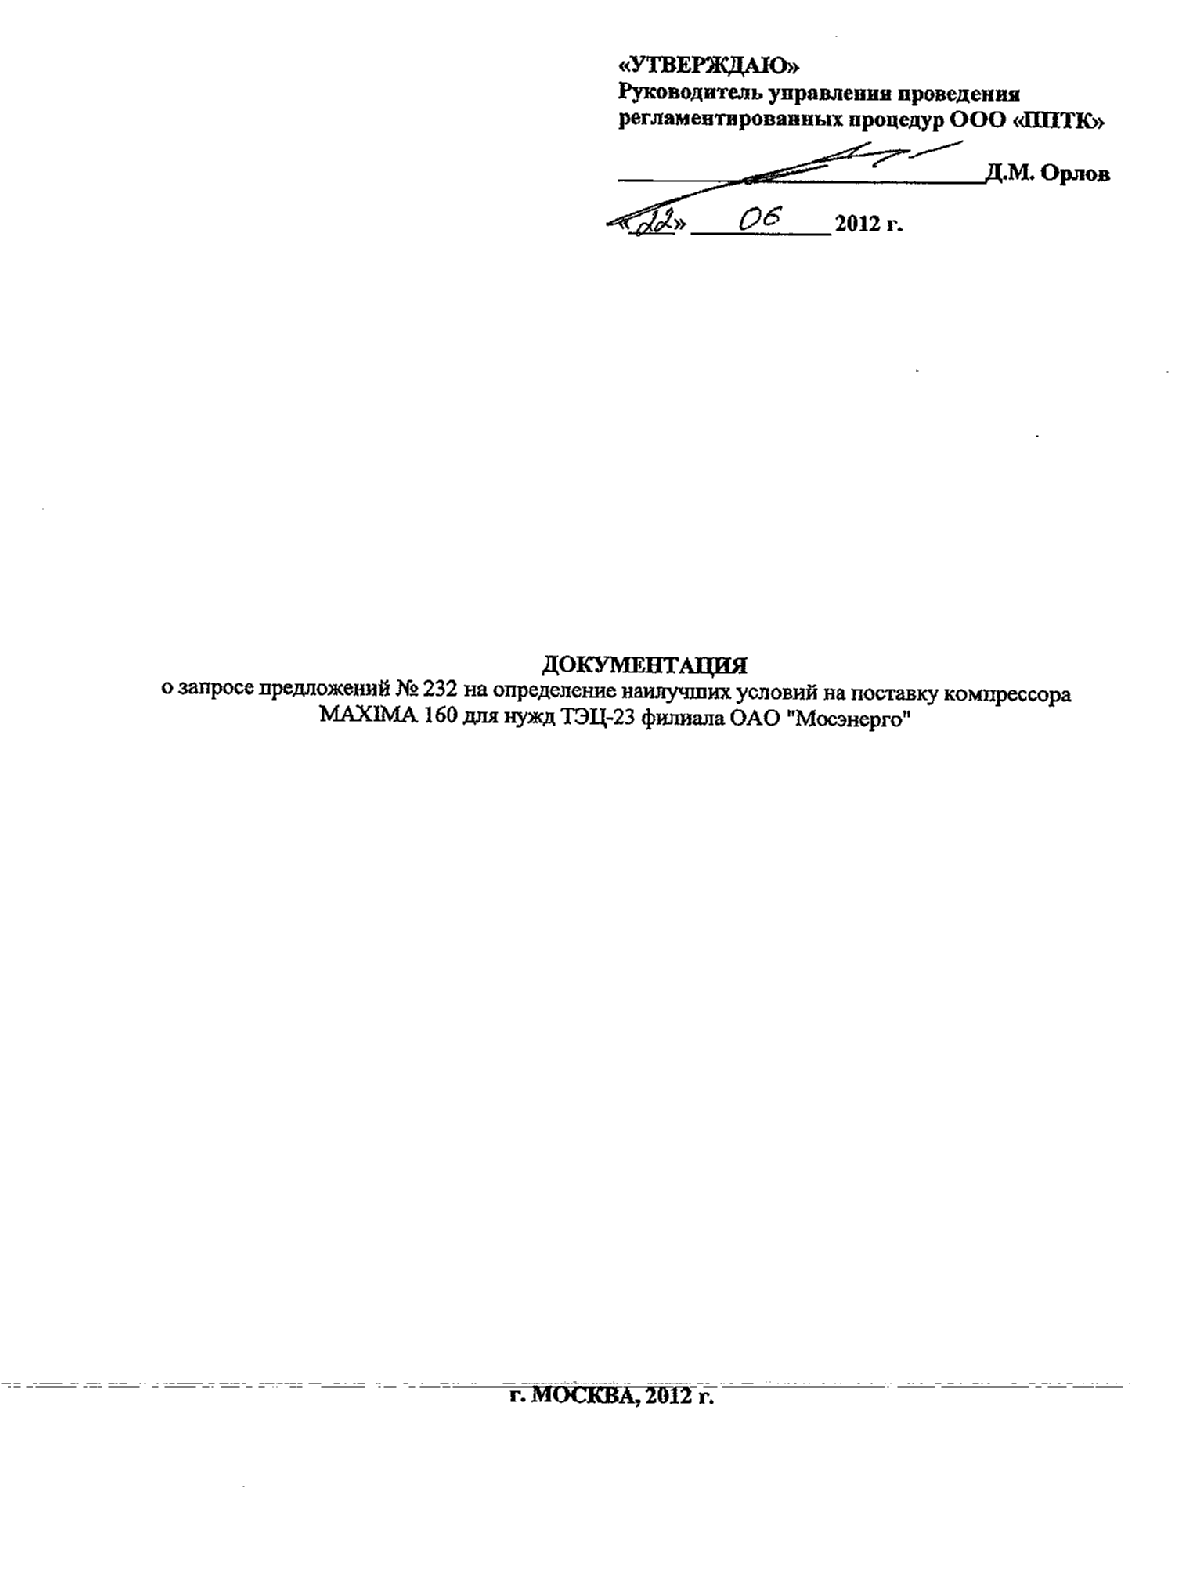 «УТВЕРЖДАЮ»
Руководитель управления проведения
регламентированных процедур ООО «ППТК»
Д.М. Орлов
«22» 06 2012 г.
ДОКУМЕНТАЦИЯ
о запросе предложений № 232 на определение наилучших условий на поставку компрессора
MAXIMA 160 для нужд ТЭЦ-23 филиала ОАО "Мосэнерго"
г. МОСКВА, 2012 г.